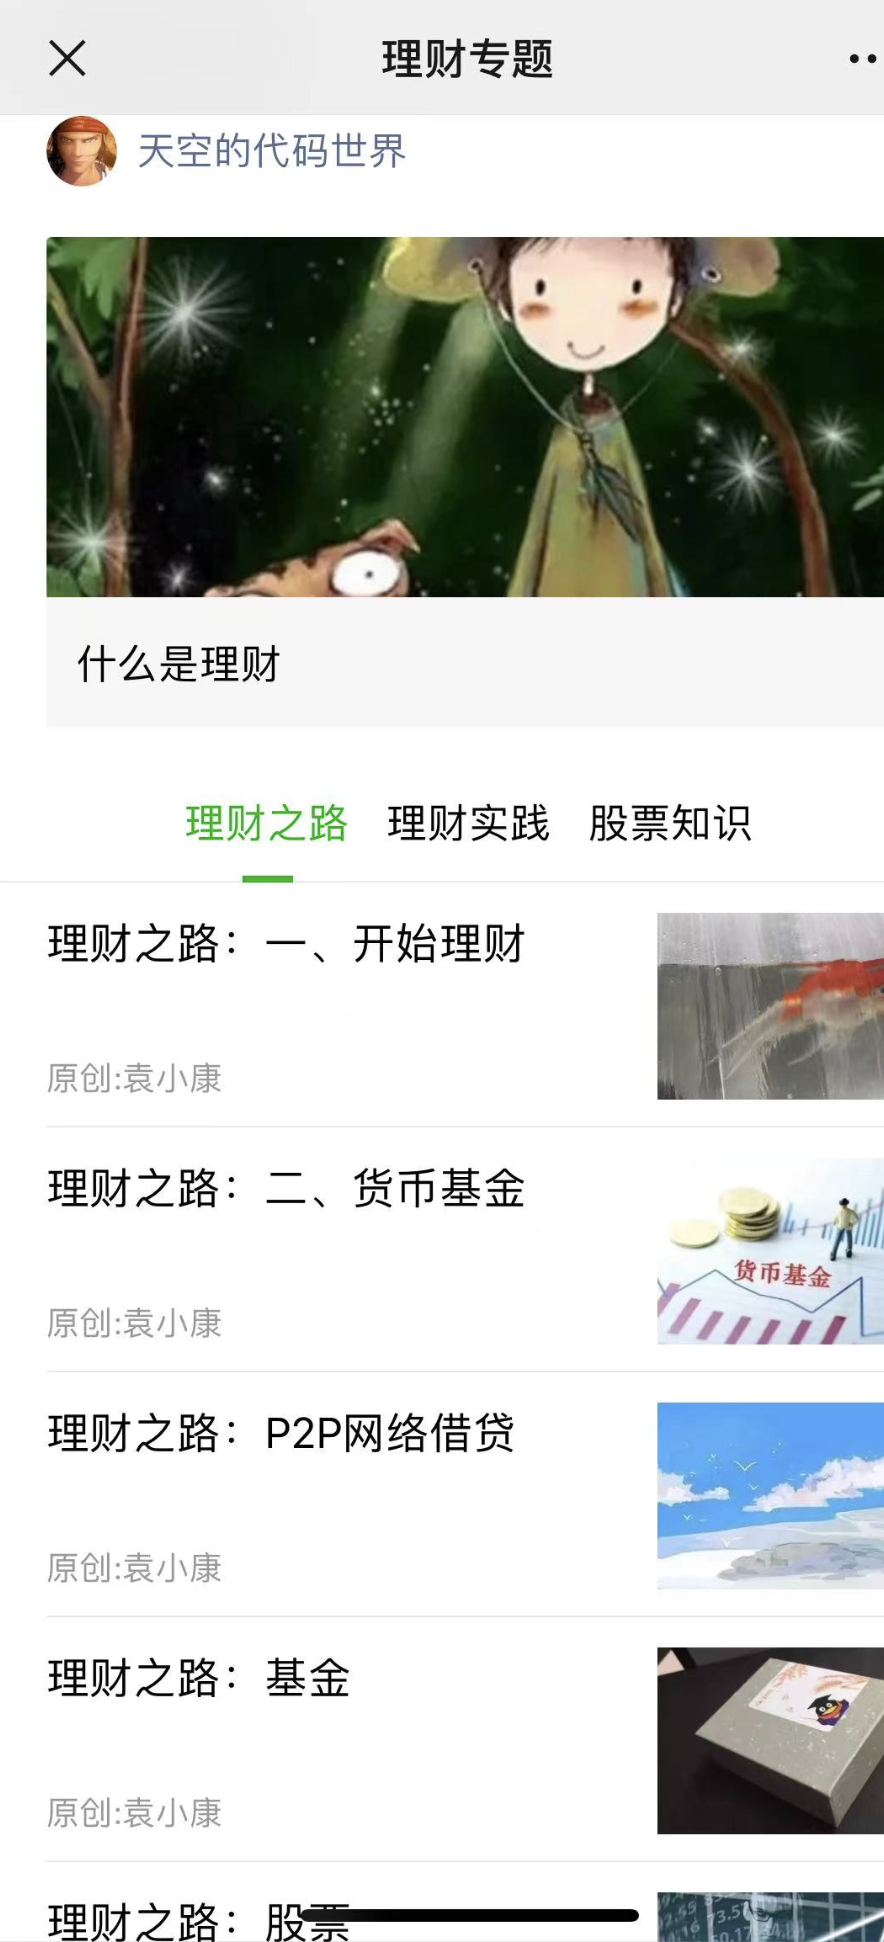 理财专题
天空的代码世界
什么是理财
理财之路 理财实践 股票知识
理财之路：一、开始理财
原创:袁小康
理财之路：二、货币基金
货币基金
原创:袁小康
理财之路：P2P网络借贷
原创:袁小康
理财之路：基金
原创:袁小康
理财之路：股票